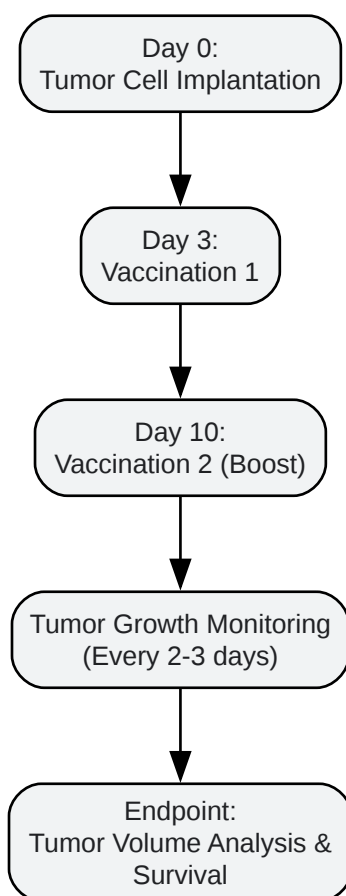 Day 0:
Tumor Cell Implantation
Day 3:
Vaccination 1
Day 10:
Vaccination 2 (Boost)
Tumor Growth Monitoring
(Every 2-3 days)
Endpoint:
Tumor Volume Analysis &
Survival